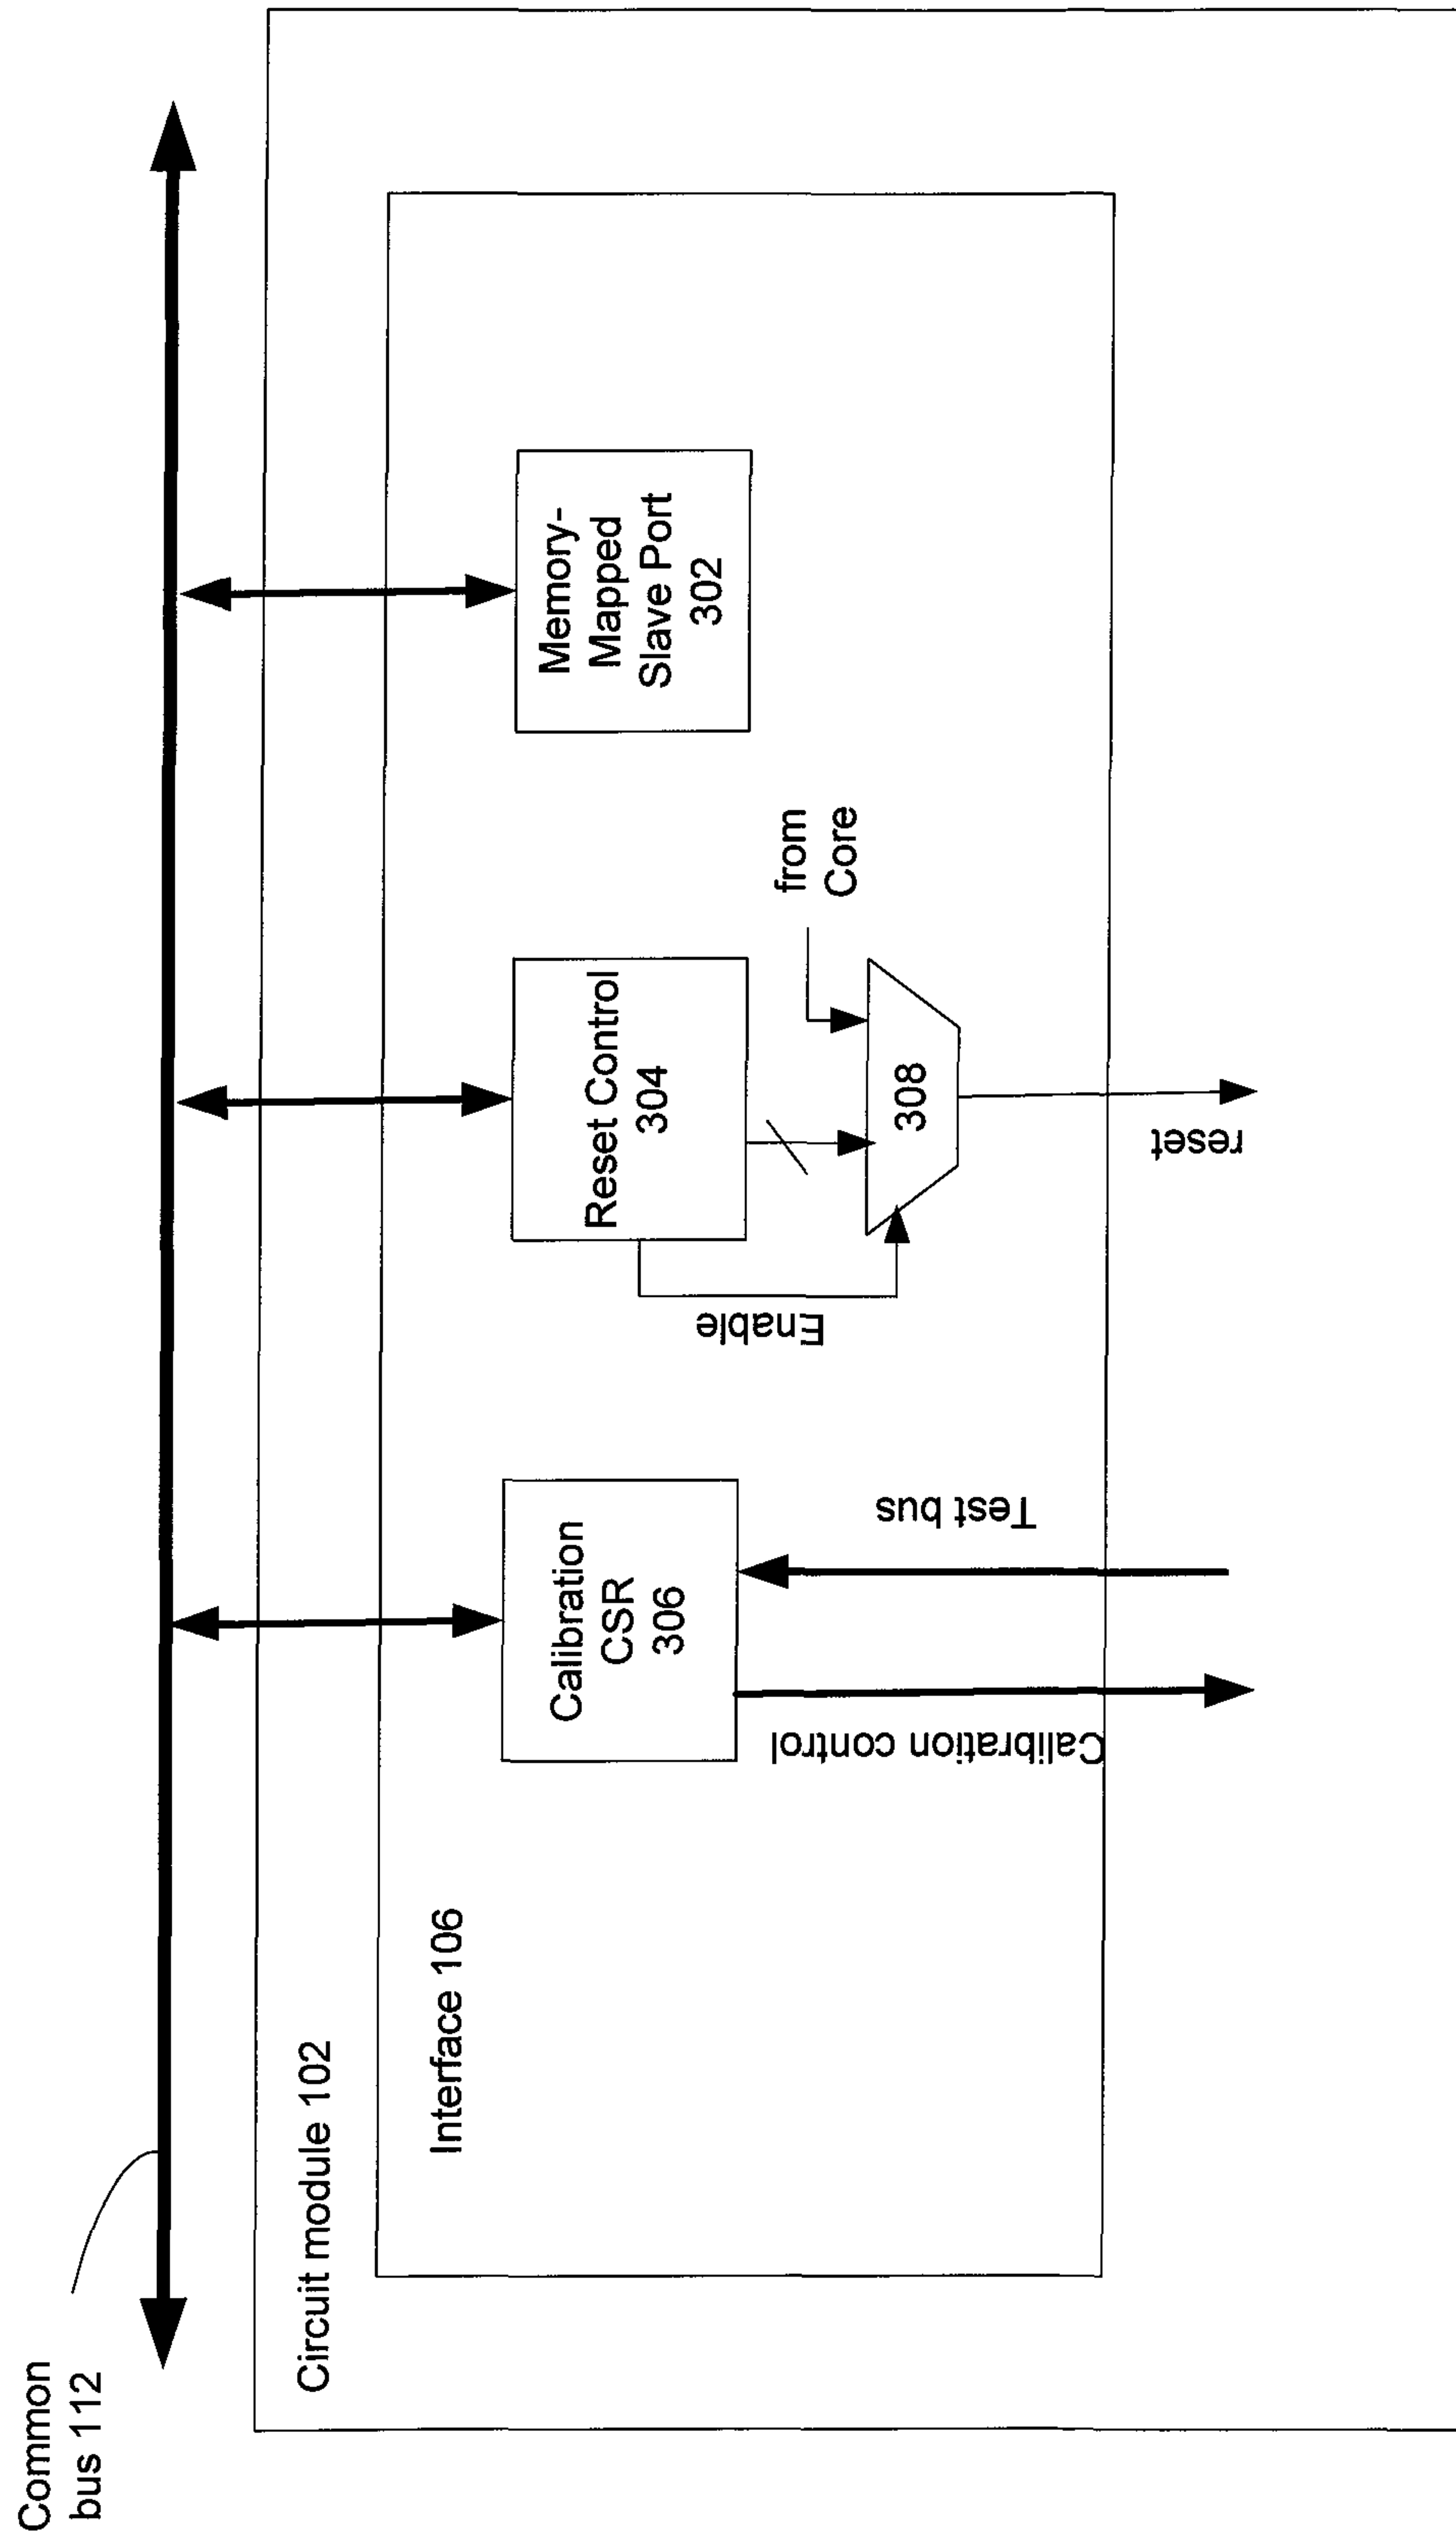 Common
bus 112
Circuit module 102
Interface 106
Calibration
CSR
306
Calibration control
Test bus
Reset Control
304
Enable
308
from
Core
reset
Memory-
Mapped
Slave Port
302